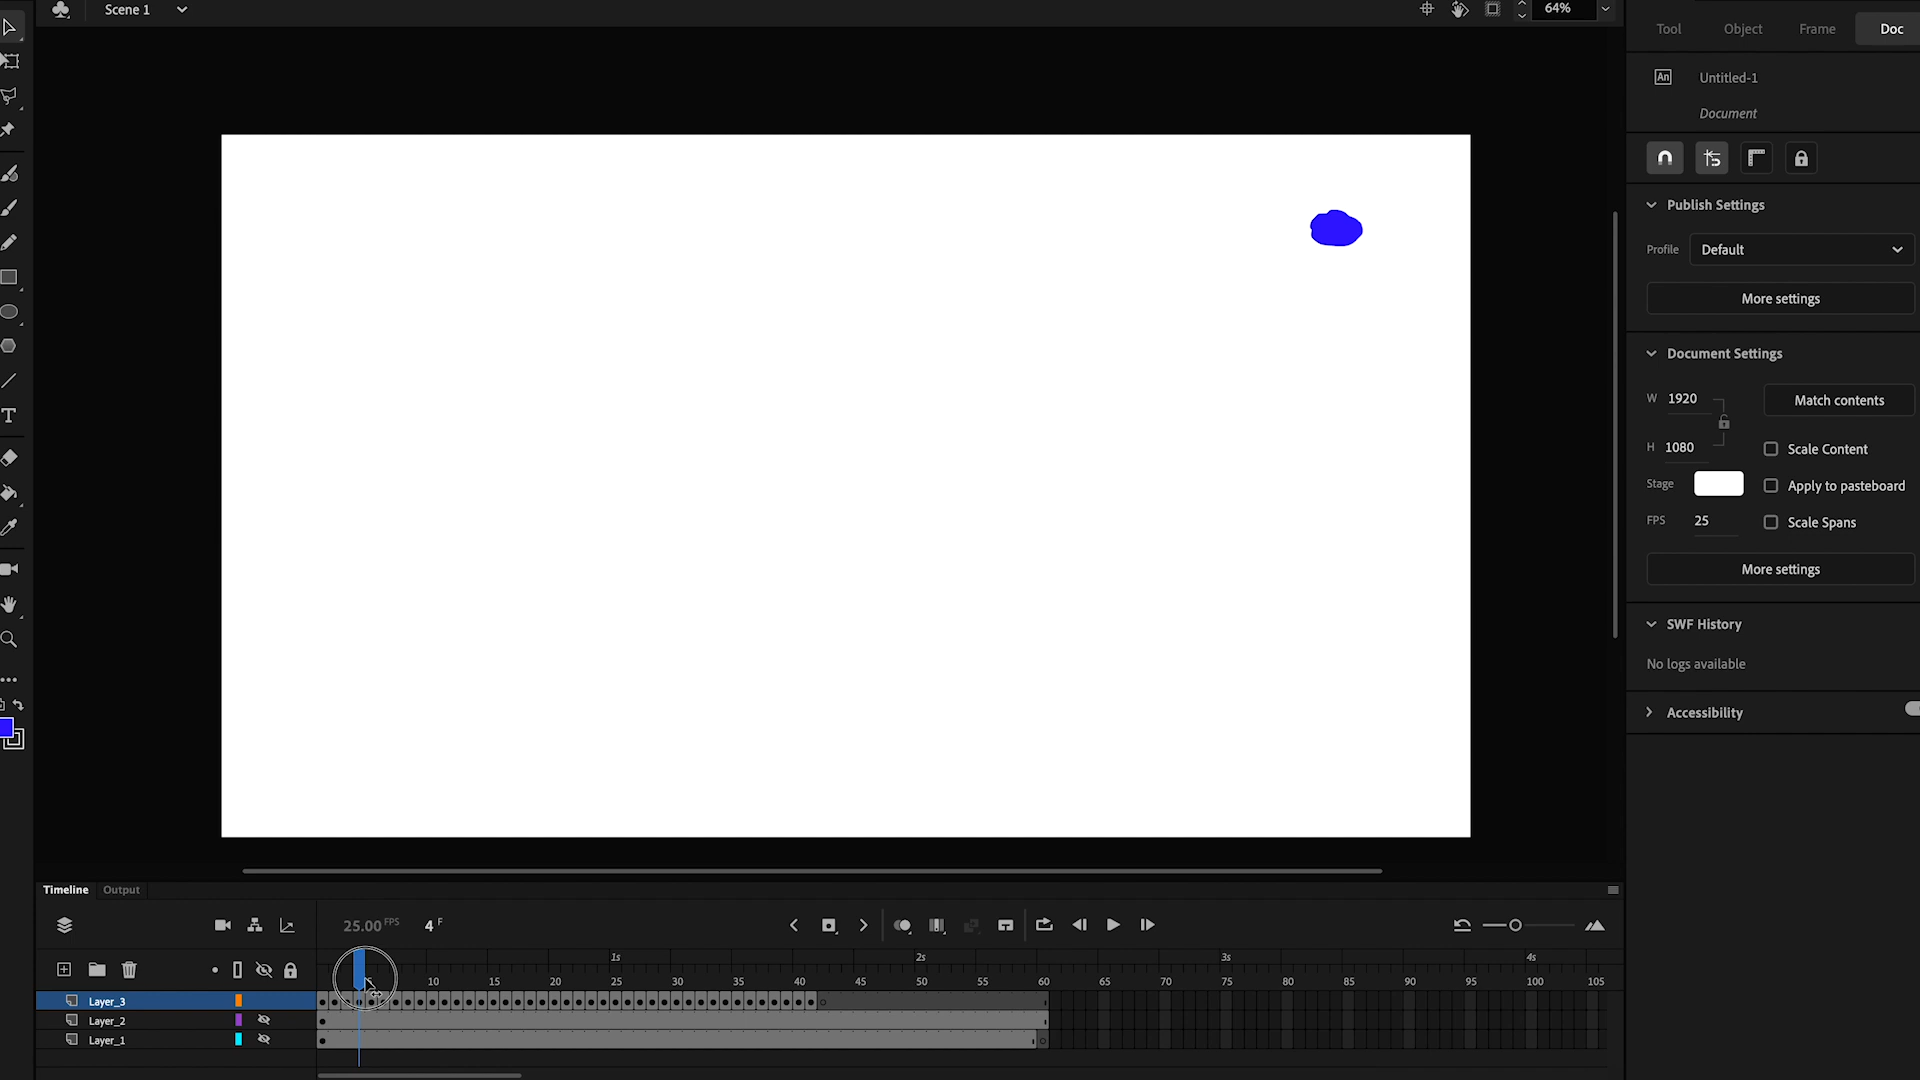 Scene 1
64%
Tool Object Frame Doc
An Untitled-1
Document
Publish Settings
Profile Default
More settings
Document Settings
W 1920 Match contents
H 1080 Scale Content
Stage Apply to pasteboard
FPS 25 Scale Spans
More settings
SWF History
No logs available
Accessibility
Timeline Output
25.00 FPS 4 F
1s 2s 3s 4s
10 15 20 25 30 35 40 45 50 55 60 65 70 75 80 85 90 95 100 105
Layer_3
Layer_2
Layer_1